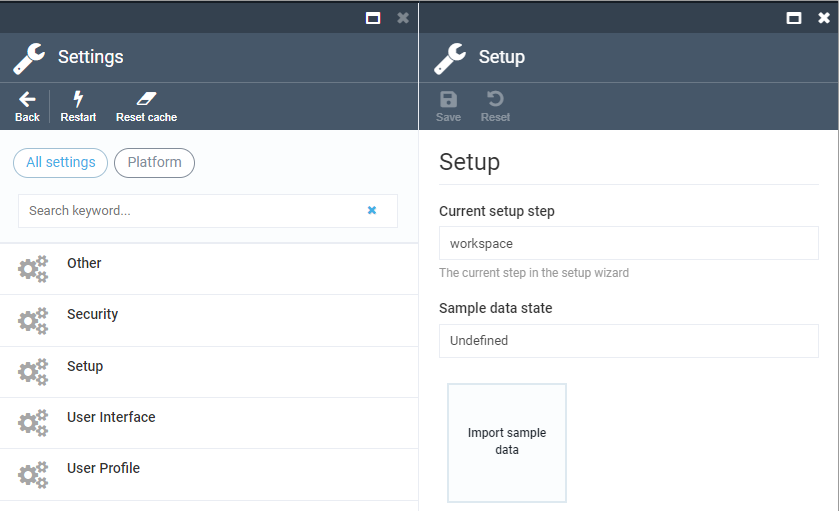 Settings
Back
Restart
Reset cache
All settings
Platform
Search keyword...
Other
Security
Setup
User Interface
User Profile
Setup
Save
Reset
Setup
Current setup step
workspace
The current step in the setup wizard
Sample data state
Undefined
Import sample
data